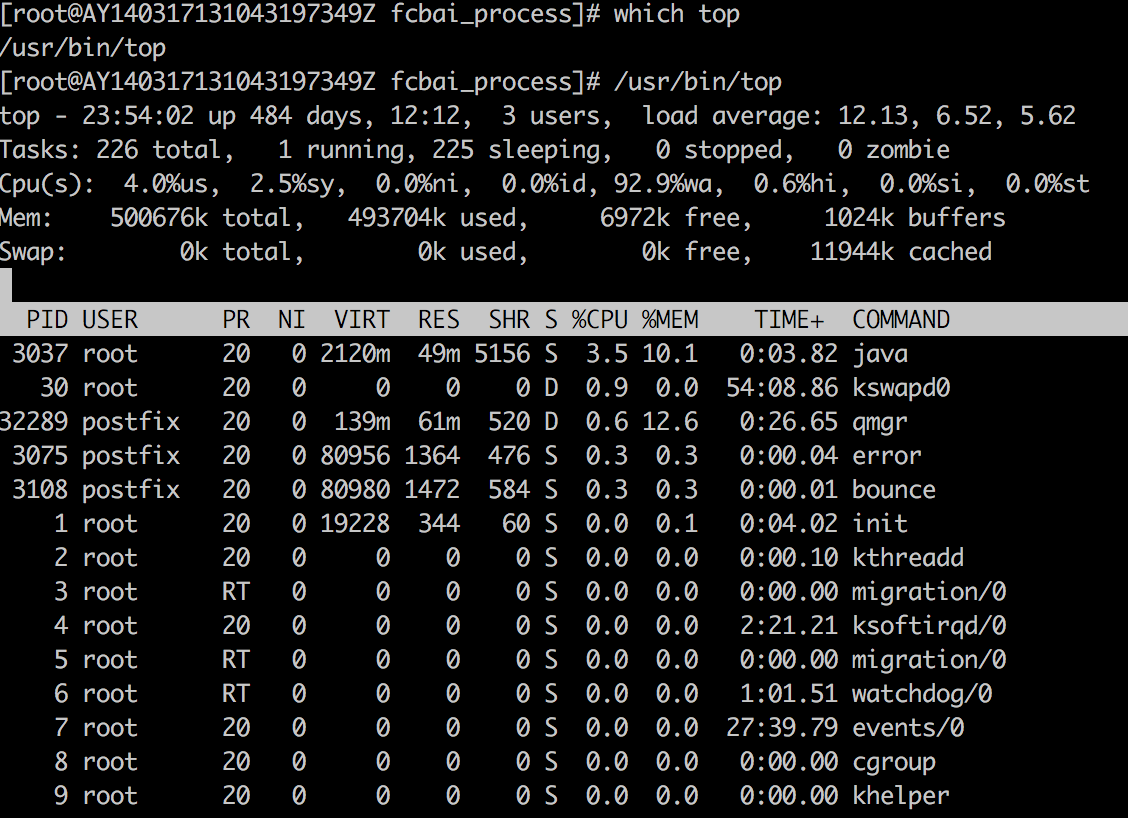 [root@AY140317131043197349Z fcbai_process]# which top
/usr/bin/top
[root@AY140317131043197349Z fcbai_process]# /usr/bin/top
top - 23:54:02 up 484 days, 12:12,  3 users,  load average: 12.13, 6.52, 5.62
Tasks: 226 total,   1 running, 225 sleeping,   0 stopped,   0 zombie
Cpu(s):  4.0%us,  2.5%sy,  0.0%ni,  0.0%id, 92.9%wa,  0.6%hi,  0.0%si,  0.0%st
Mem:    500676k total,   493704k used,     6972k free,     1024k buffers
Swap:        0k total,        0k used,        0k free,    11944k cached
  PID USER      PR  NI  VIRT  RES  SHR S %CPU %MEM    TIME+  COMMAND
 3037 root      20   0 2120m  49m 5156 S  3.5 10.1   0:03.82 java
   30 root      20   0     0    0    0 D  0.9  0.0  54:08.86 kswapd0
32289 postfix   20   0  139m  61m  520 D  0.6 12.6   0:26.65 qmgr
 3075 postfix   20   0 80956 1364  476 S  0.3  0.3   0:00.04 error
 3108 postfix   20   0 80980 1472  584 S  0.3  0.3   0:00.01 bounce
    1 root      20   0 19228  344   60 S  0.0  0.1   0:04.02 init
    2 root      20   0     0    0    0 S  0.0  0.0   0:00.10 kthreadd
    3 root      RT   0     0    0    0 S  0.0  0.0   0:00.00 migration/0
    4 root      20   0     0    0    0 S  0.0  0.0   2:21.21 ksoftirqd/0
    5 root      RT   0     0    0    0 S  0.0  0.0   0:00.00 migration/0
    6 root      RT   0     0    0    0 S  0.0  0.0   1:01.51 watchdog/0
    7 root      20   0     0    0    0 S  0.0  0.0  27:39.79 events/0
    8 root      20   0     0    0    0 S  0.0  0.0   0:00.00 cgroup
    9 root      20   0     0    0    0 S  0.0  0.0   0:00.00 khelper